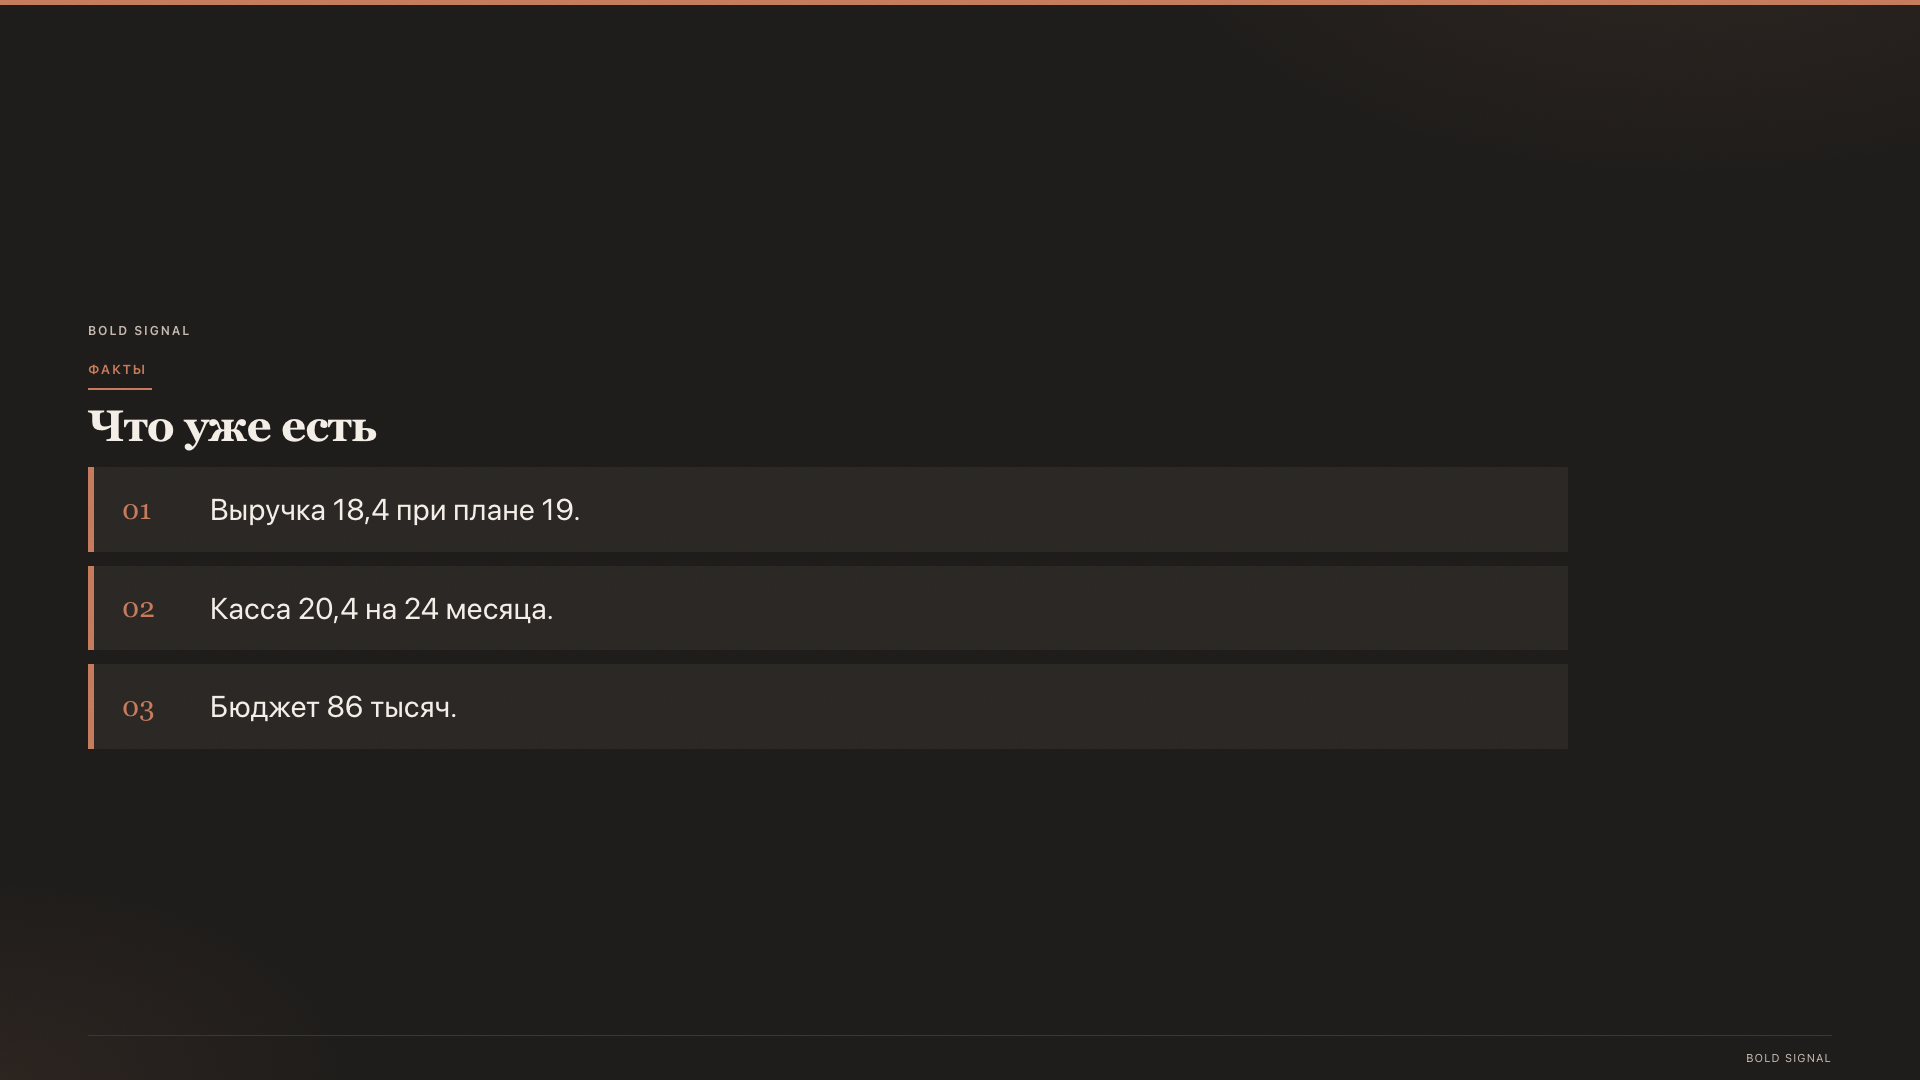 BOLD SIGNAL
ФАКТЫ
Что уже есть
01 Выручка 18,4 при плане 19.
02 Касса 20,4 на 24 месяца.
03 Бюджет 86 тысяч.
BOLD SIGNAL